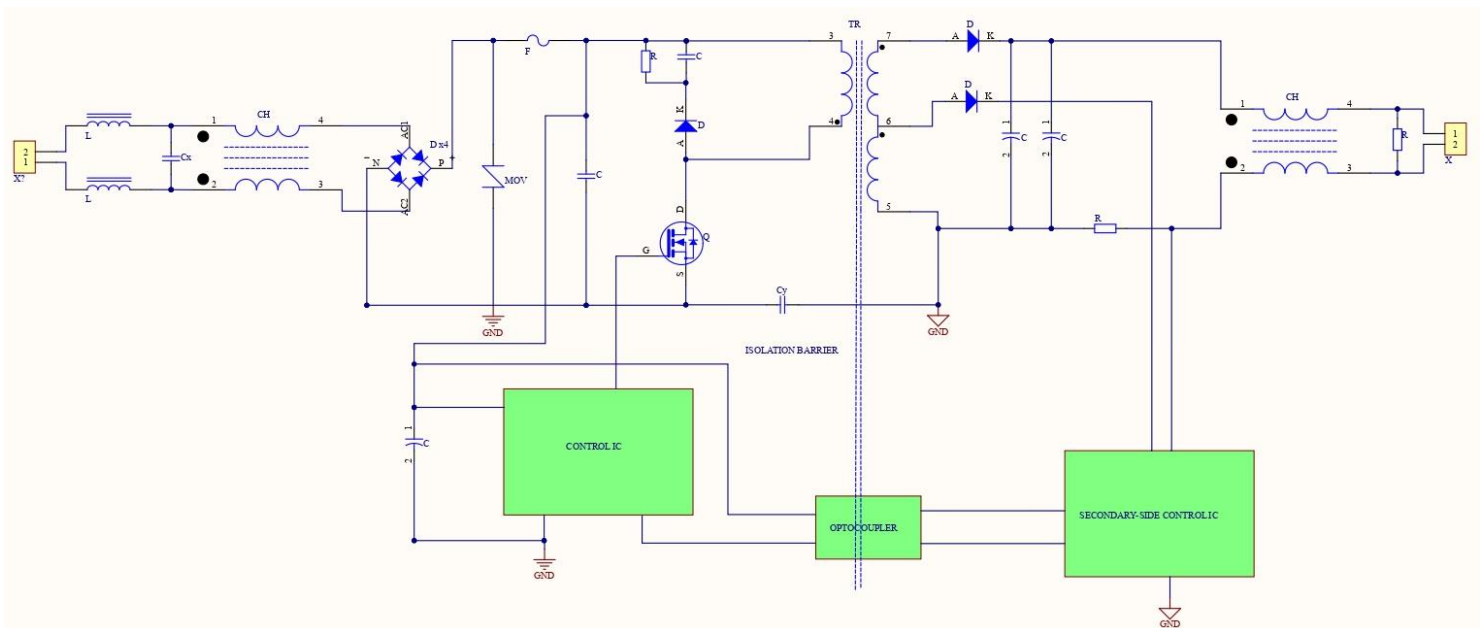 TR
3
7
D
A
K
F
R
C
D
A
K
CH
1
4
AC1
L
Cx
D x4
N
-
P
+
2
1
X?
L
2
3
AC2
MOV
C
K
D
A
4
6
1
C
2
1
C
2
CH
1
4
R
1
2
X
2
3
D
G
Q
S
5
R
Cy
GND
GND
ISOLATION BARRIER
1
C
2
CONTROL IC
OPTOCOUPLER
SECONDARY-SIDE CONTROL IC
GND
GND